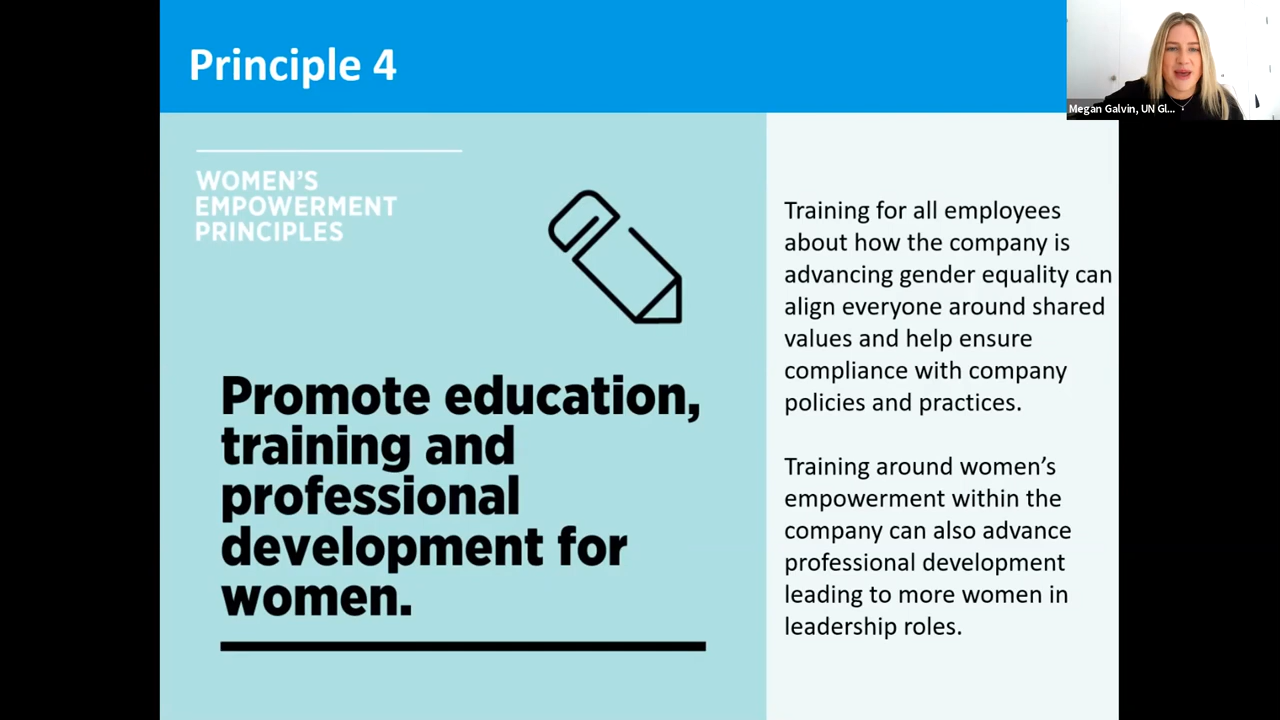 Principle 4
Megan Galvin, UN Gl...
WOMEN'S
EMPOWERMENT
PRINCIPLES
Promote education,
training and
professional
development for
women.
Training for all employees
about how the company is
advancing gender equality can
align everyone around shared
values and help ensure
compliance with company
policies and practices.
Training around women's
empowerment within the
company can also advance
professional development
leading to more women in
leadership roles.